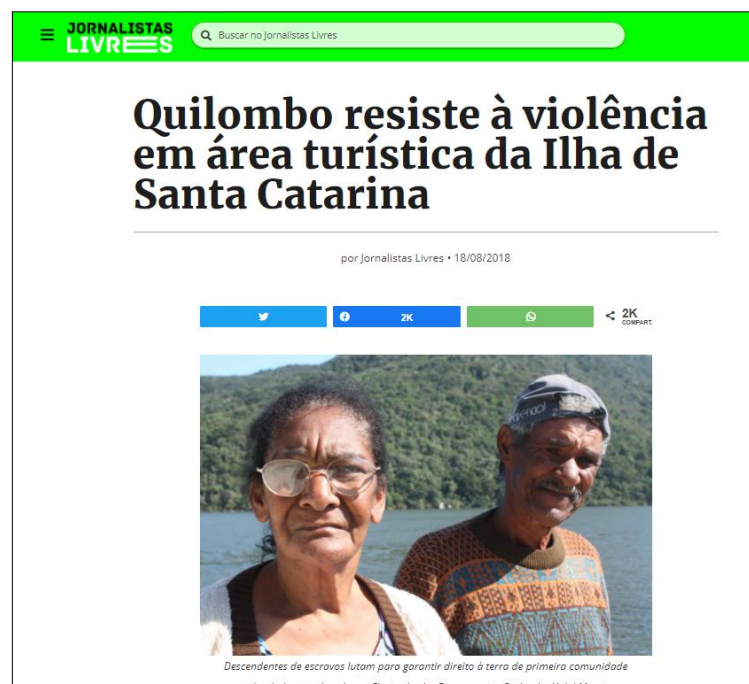 JORNALISTAS
LIVRES
Buscar no Jornalistas Livres
Quilombo resiste à violência
em área turística da Ilha de
Santa Catarina
por Jornalistas Livres • 18/08/2018
2K
2K
COMPART.
Descendentes de escravos lutam para garantir direito à terra de primeira comunidade